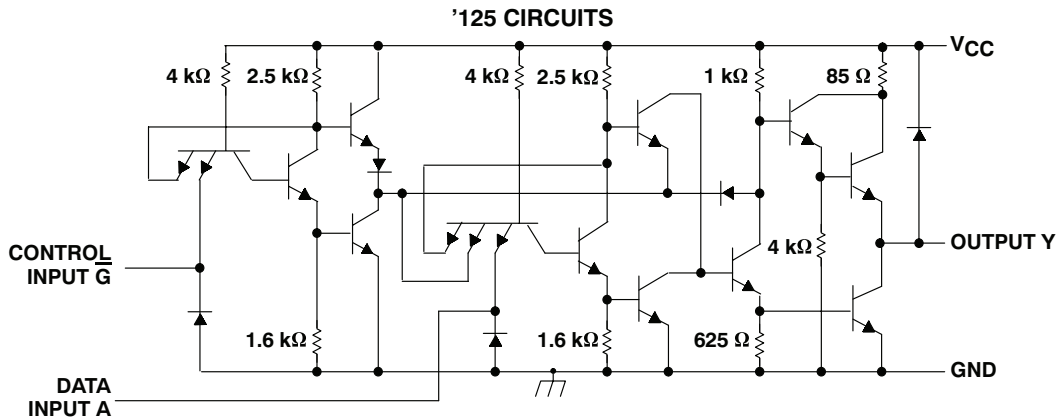 '125 CIRCUITS
VCC
4 kΩ
2.5 kΩ
4 kΩ
2.5 kΩ
1 kΩ
85 Ω
CONTROL
INPUT G̅
4 kΩ
OUTPUT Y
1.6 kΩ
1.6 kΩ
625 Ω
GND
DATA
INPUT A